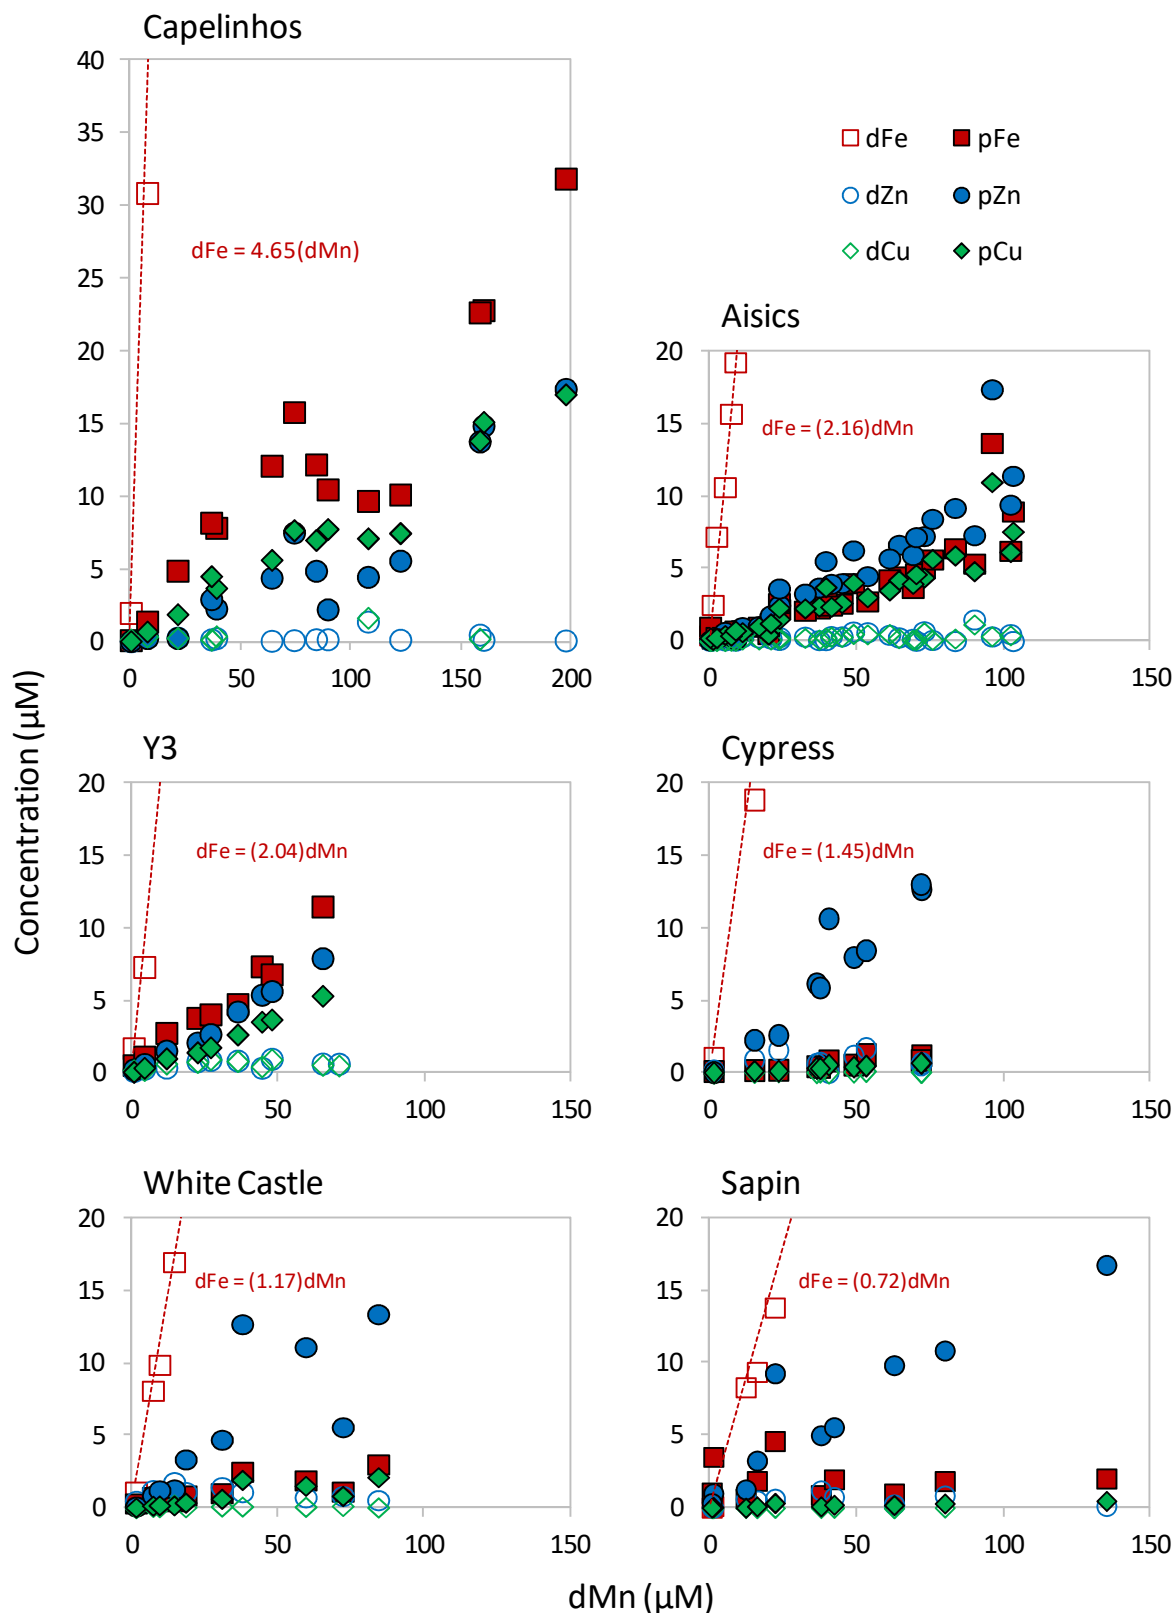 Capelinhos
40
35
30
25
20
15
10
5
0
0 50 100 150 200
dFe = 4.65(dMn)
dFe pFe
dZn pZn
dCu pCu
Aisics
20
15
10
5
0
0 50 100 150
dFe = (2.16)dMn
Y3
20
15
10
5
0
0 50 100 150
dFe = (2.04)dMn
Cypress
20
15
10
5
0
0 50 100 150
dFe = (1.45)dMn
White Castle
20
15
10
5
0
0 50 100 150
dFe = (1.17)dMn
Sapin
20
15
10
5
0
0 50 100 150
dFe = (0.72)dMn
Concentration (µM)
dMn (µM)